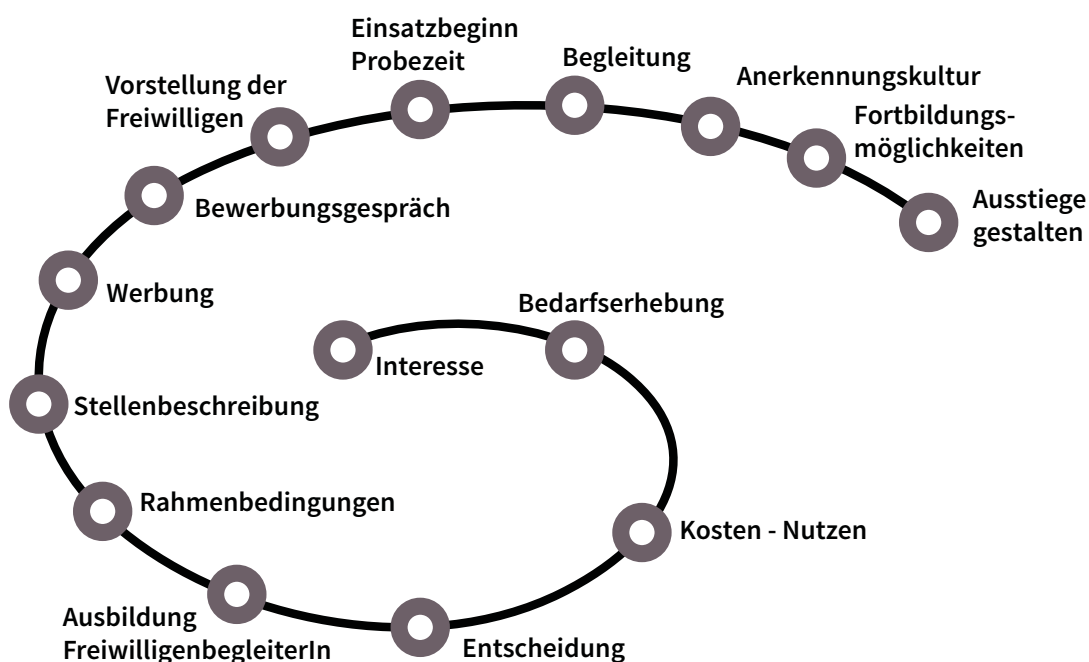 Einsatzbeginn
Probezeit
Begleitung
Anerkennungskultur
Vorstellung der
Freiwilligen
Fortbildungs-
möglichkeiten
Ausstiege
gestalten
Bewerbungsgespräch
Werbung
Bedarfserhebung
Interesse
Stellenbeschreibung
Rahmenbedingungen
Kosten - Nutzen
Ausbildung
FreiwilligenbegleiterIn
Entscheidung